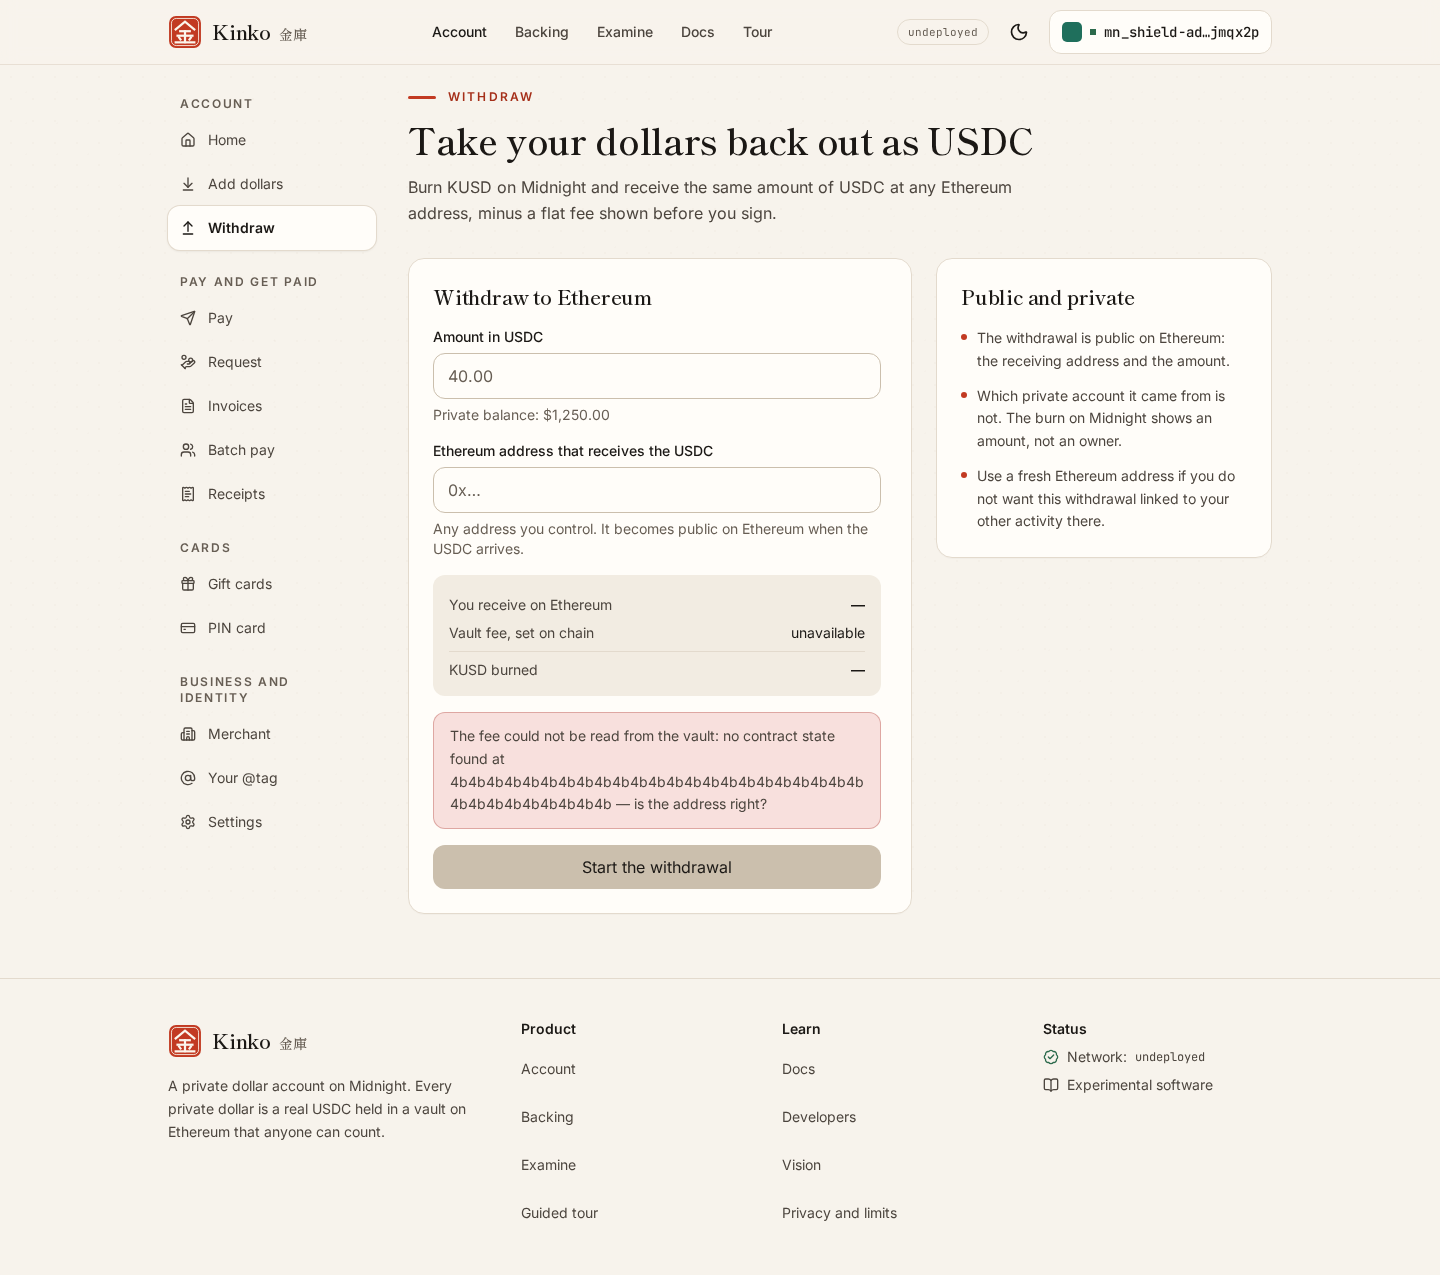 Kinko 金庫
Account
Backing
Examine
Docs
Tour
undeployed
mn_shield-ad…jmqx2p
ACCOUNT
Home
Add dollars
Withdraw
PAY AND GET PAID
Pay
Request
Invoices
Batch pay
Receipts
CARDS
Gift cards
PIN card
BUSINESS AND
IDENTITY
Merchant
Your @tag
Settings
WITHDRAW
Take your dollars back out as USDC
Burn KUSD on Midnight and receive the same amount of USDC at any Ethereum
address, minus a flat fee shown before you sign.
Withdraw to Ethereum
Amount in USDC
40.00
Private balance: $1,250.00
Ethereum address that receives the USDC
0x…
Any address you control. It becomes public on Ethereum when the
USDC arrives.
You receive on Ethereum —
Vault fee, set on chain unavailable
KUSD burned —
The fee could not be read from the vault: no contract state
found at
4b4b4b4b4b4b4b4b4b4b4b4b4b4b4b4b4b4b4b4b4b4b4b
4b4b4b4b4b4b4b4b4b — is the address right?
Start the withdrawal
Public and private
The withdrawal is public on Ethereum:
the receiving address and the amount.
Which private account it came from is
not. The burn on Midnight shows an
amount, not an owner.
Use a fresh Ethereum address if you do
not want this withdrawal linked to your
other activity there.
Kinko 金庫
A private dollar account on Midnight. Every
private dollar is a real USDC held in a vault on
Ethereum that anyone can count.
Product
Account
Backing
Examine
Guided tour
Learn
Docs
Developers
Vision
Privacy and limits
Status
Network: undeployed
Experimental software